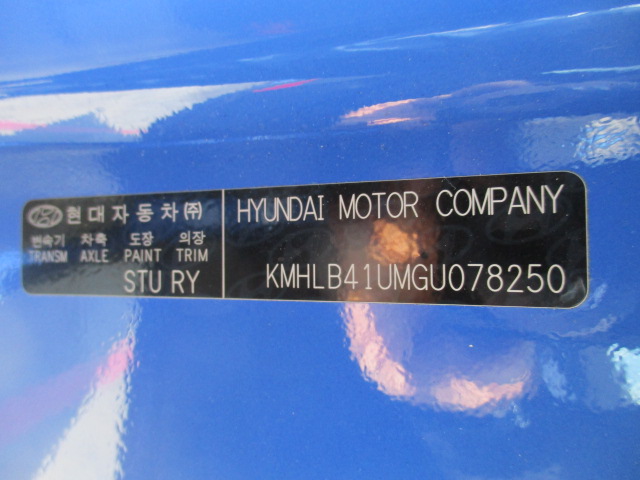 현대자동차㈜
변속기 차축 도장 의장
TRANSM AXLE PAINT TRIM
STU RY
HYUNDAI MOTOR COMPANY
KMHLB41UMGU078250